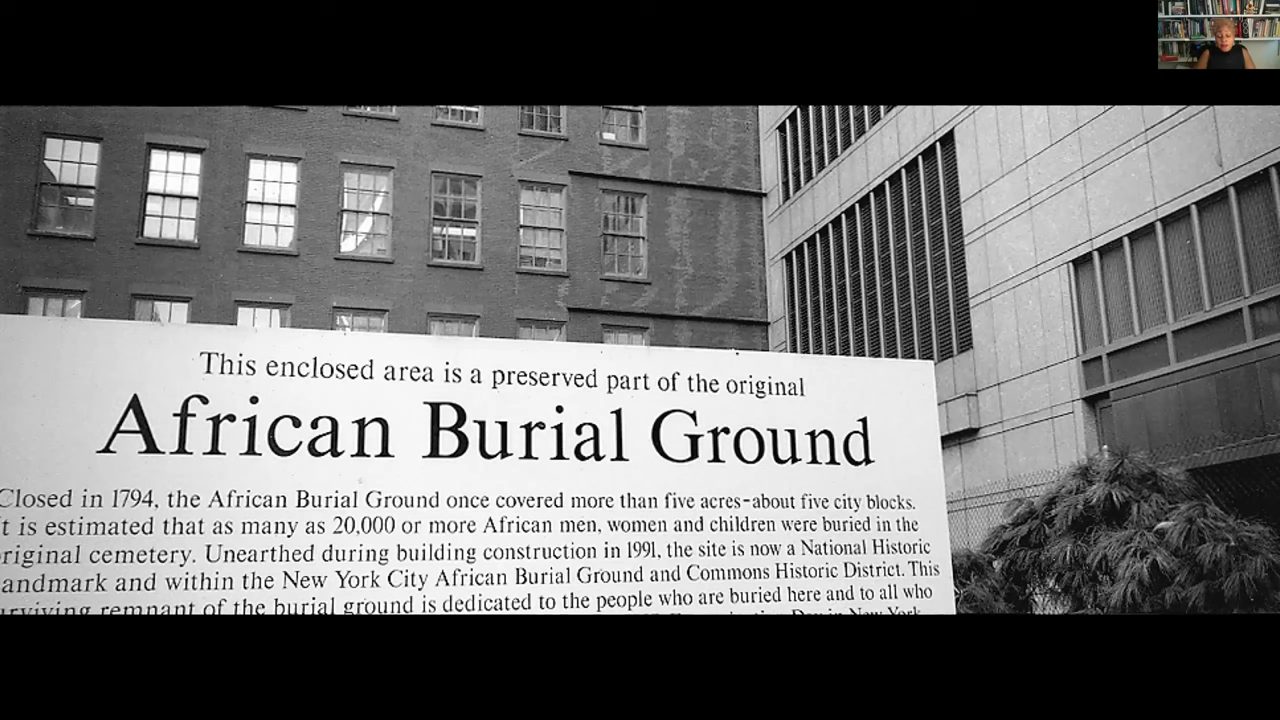 This enclosed area is a preserved part of the original
African Burial Ground
Closed in 1794, the African Burial Ground once covered more than five acres-about five city blocks.
t is estimated that as many as 20,000 or more African men, women and children were buried in the
riginal cemetery. Unearthed during building construction in 1991, the site is now a National Historic
andmark and within the New York City African Burial Ground and Commons Historic District. This
urviving remnant of the burial ground is dedicated to the people who are buried here and to all who
Day in New York